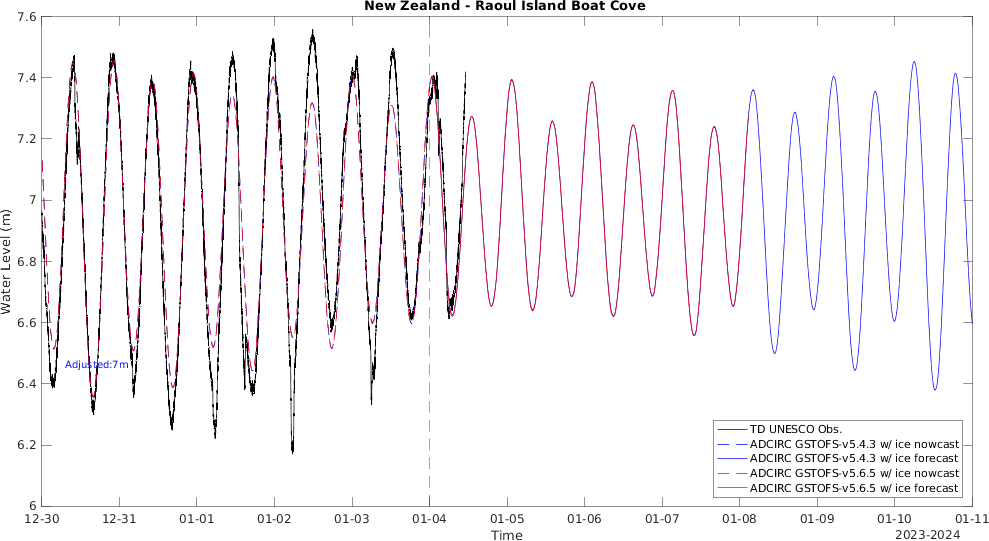 New Zealand - Raoul Island Boat Cove
7.6
7.4
7.2
7
6.8
6.6
6.4
6.2
6
Water Level (m)
Adjusted:7m
TD UNESCO Obs.
ADCIRC GSTOFS-v5.4.3 w/ ice nowcast
ADCIRC GSTOFS-v5.4.3 w/ ice forecast
ADCIRC GSTOFS-v5.6.5 w/ ice nowcast
ADCIRC GSTOFS-v5.6.5 w/ ice forecast
12-30 12-31 01-01 01-02 01-03 01-04 01-05 01-06 01-07 01-08 01-09 01-10 01-11
Time
2023-2024